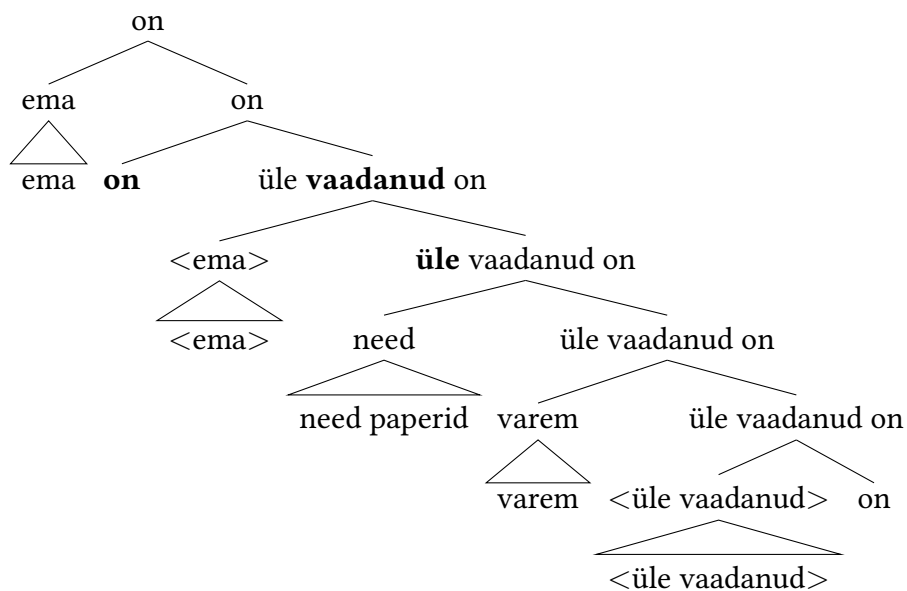 on
ema on
ema on üle vaadanud on
<ema> üle vaadanud on
<ema> need üle vaadanud on
need paperid varem üle vaadanud on
varem <üle vaadanud> on
<üle vaadanud>